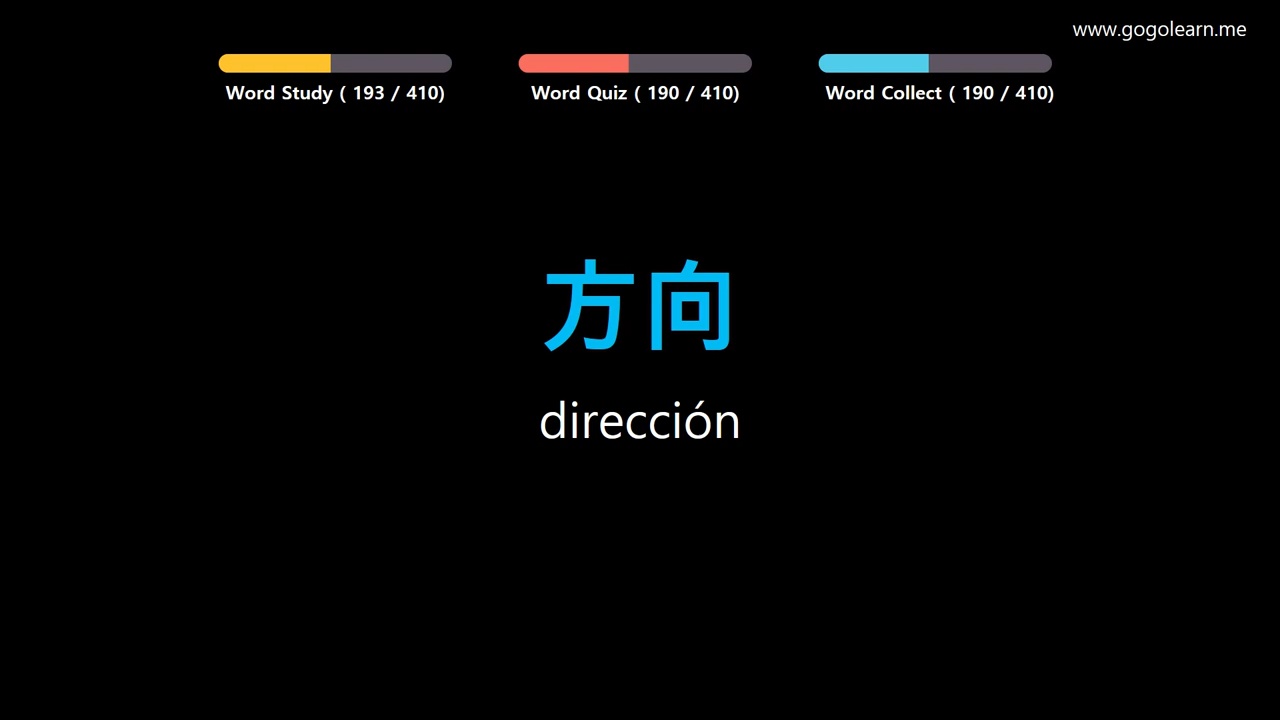 www.gogolearn.me
Word Study ( 193 / 410)
Word Quiz ( 190 / 410)
Word Collect ( 190 / 410)
方向
dirección